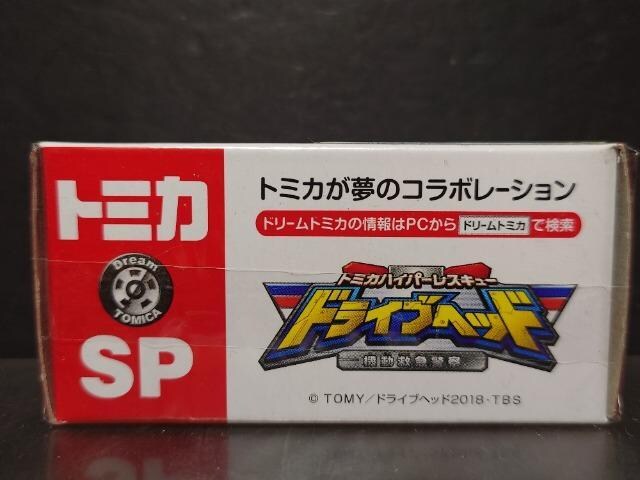 トミカ
Dream
TOMICA
SP
トミカが夢のコラボレーション
ドリームトミカの情報はPCから ドリームトミカ で検索
トミカハイパーレスキュー
ドライブヘッド
機動救急警察
© TOMY/ドライブヘッド2018・TBS